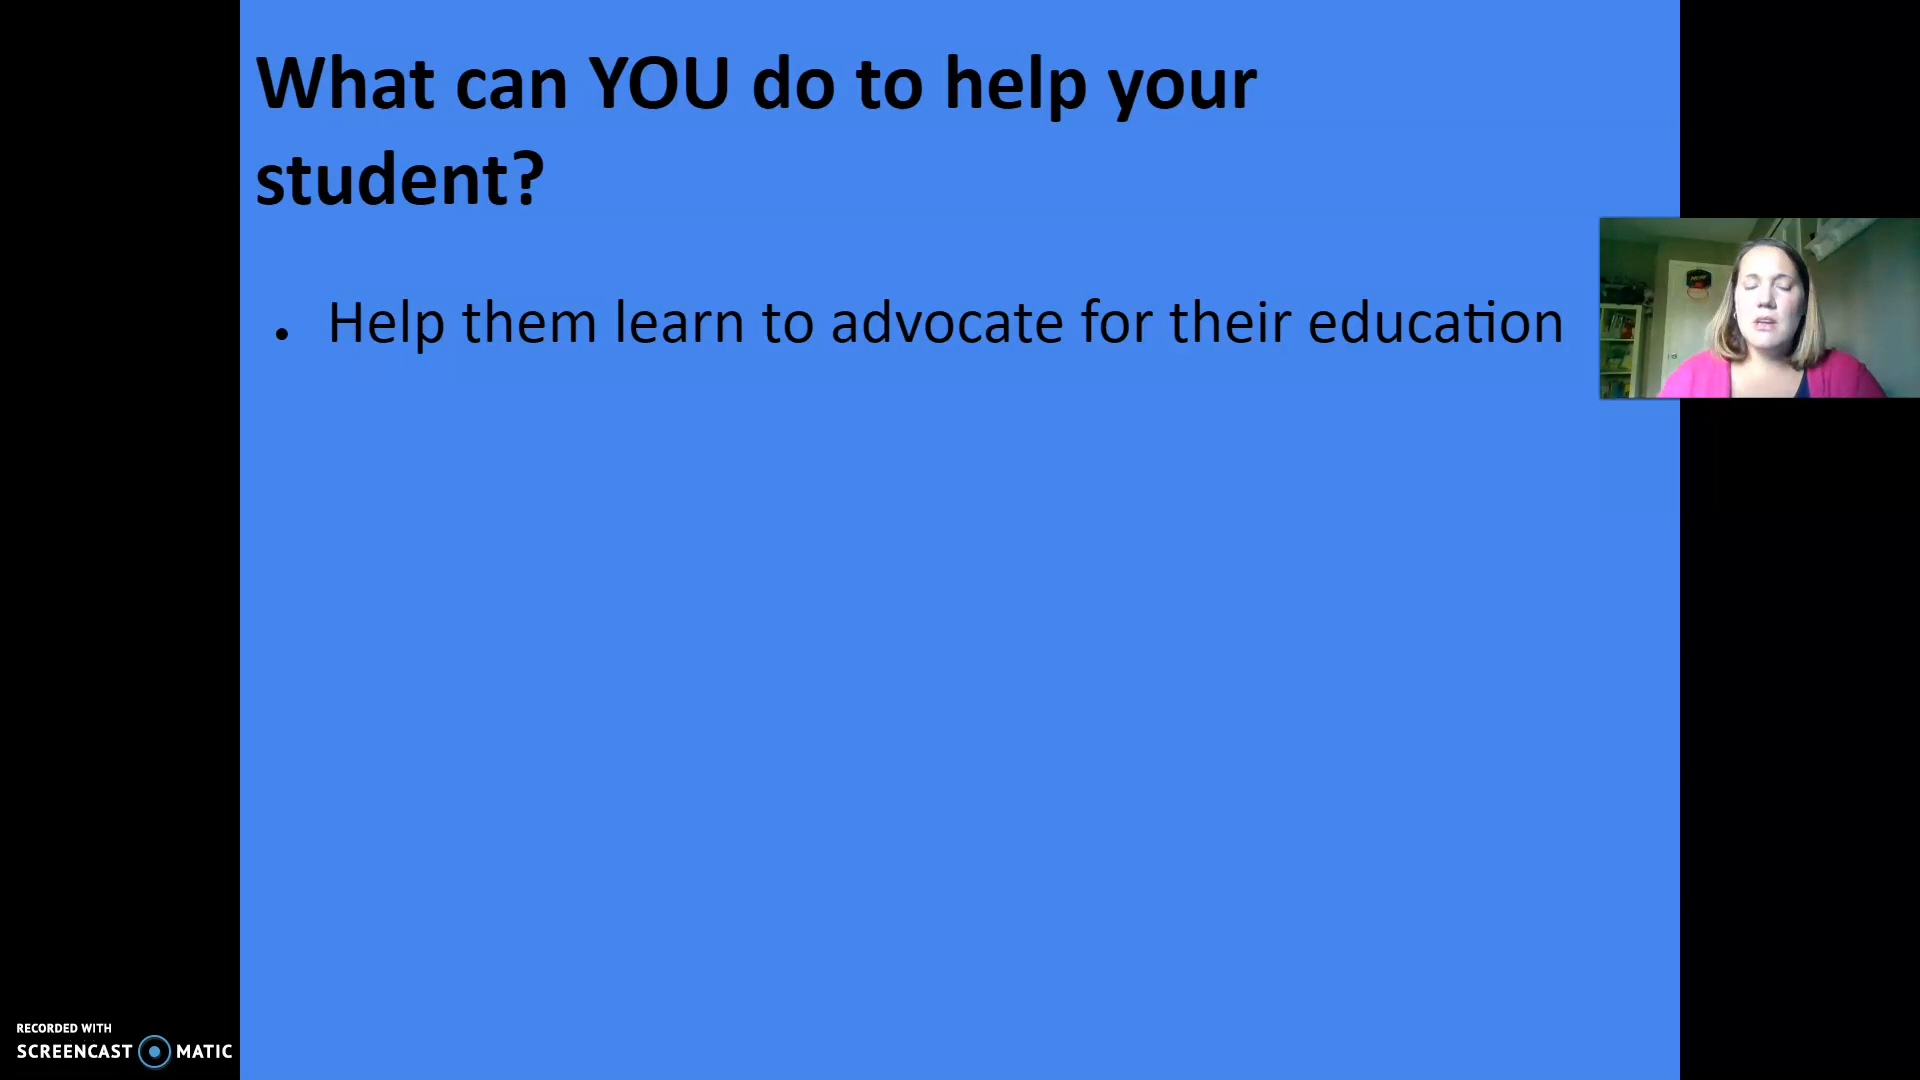 What can YOU do to help your
student?
• Help them learn to advocate for their education
RECORDED WITH
SCREENCAST MATIC